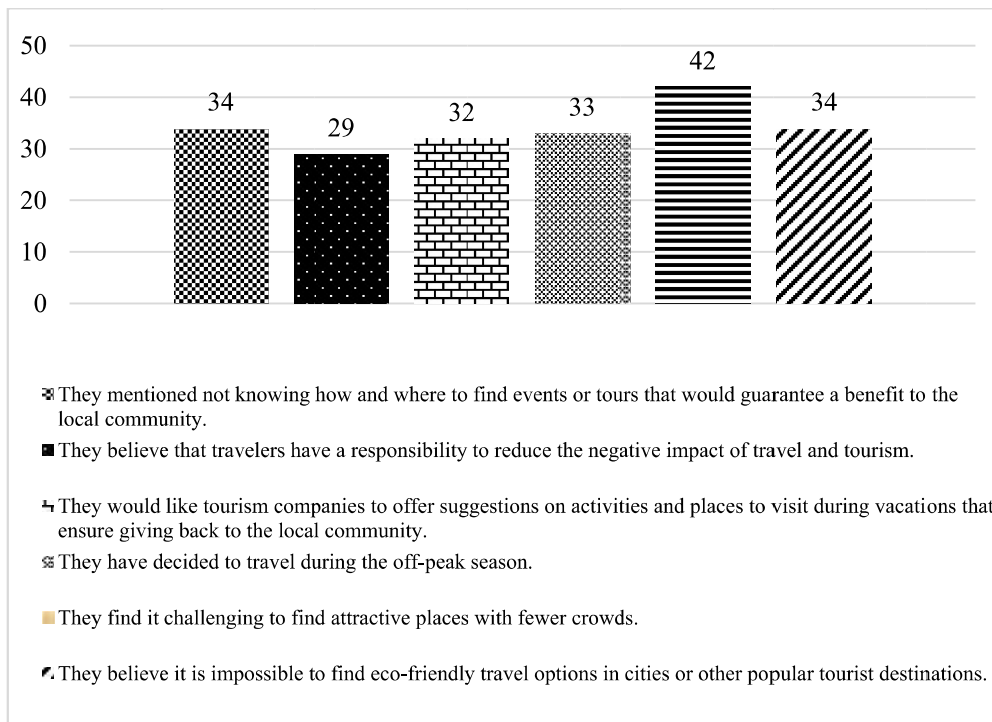 50
40
30
20
10
0
34
29
32
33
42
34
They mentioned not knowing how and where to find events or tours that would guarantee a benefit to the
local community.
They believe that travelers have a responsibility to reduce the negative impact of travel and tourism.
They would like tourism companies to offer suggestions on activities and places to visit during vacations that
ensure giving back to the local community.
They have decided to travel during the off-peak season.
They find it challenging to find attractive places with fewer crowds.
They believe it is impossible to find eco-friendly travel options in cities or other popular tourist destinations.